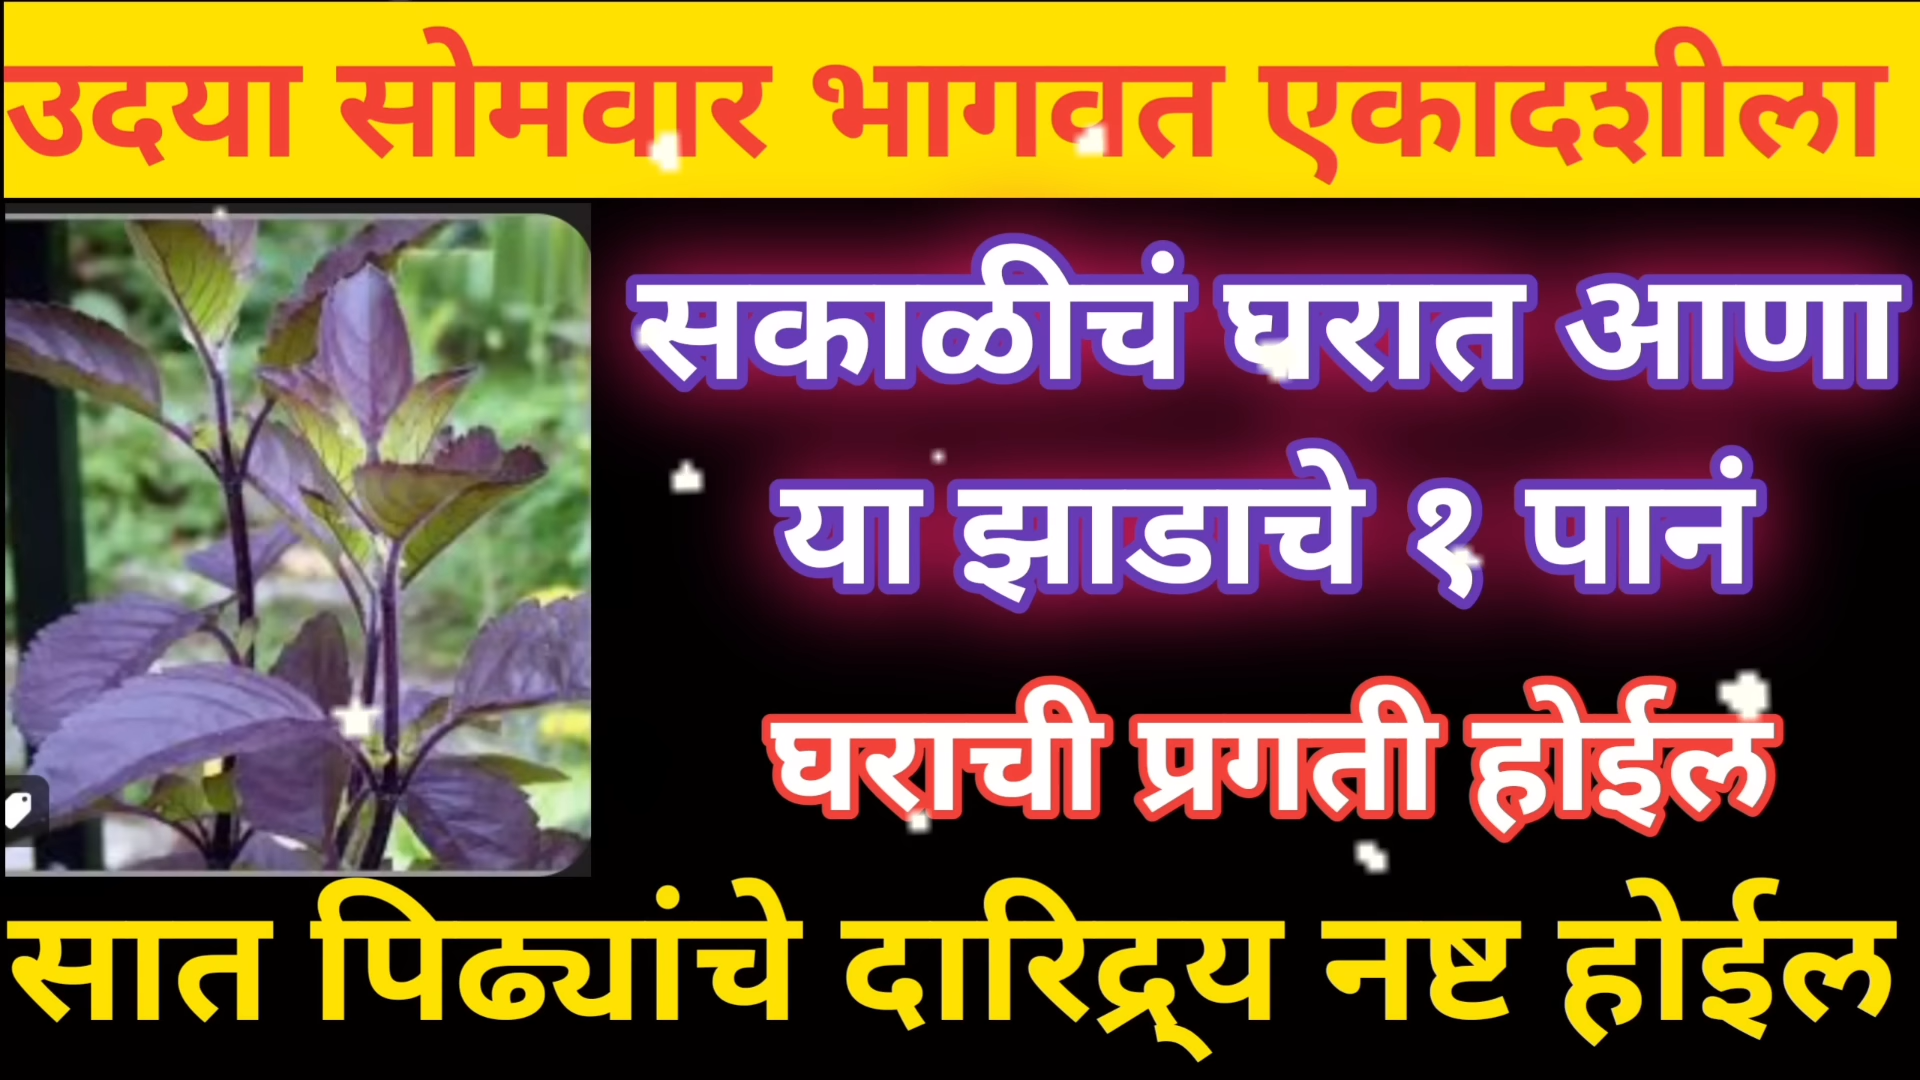 उदया सोमवार भागवत एकादशीला
सकाळीचं घरात आणा
या झाडाचे १ पानं
घराची प्रगती होईल
सात पिढ्यांचे दारिद्र्य नष्ट होईल